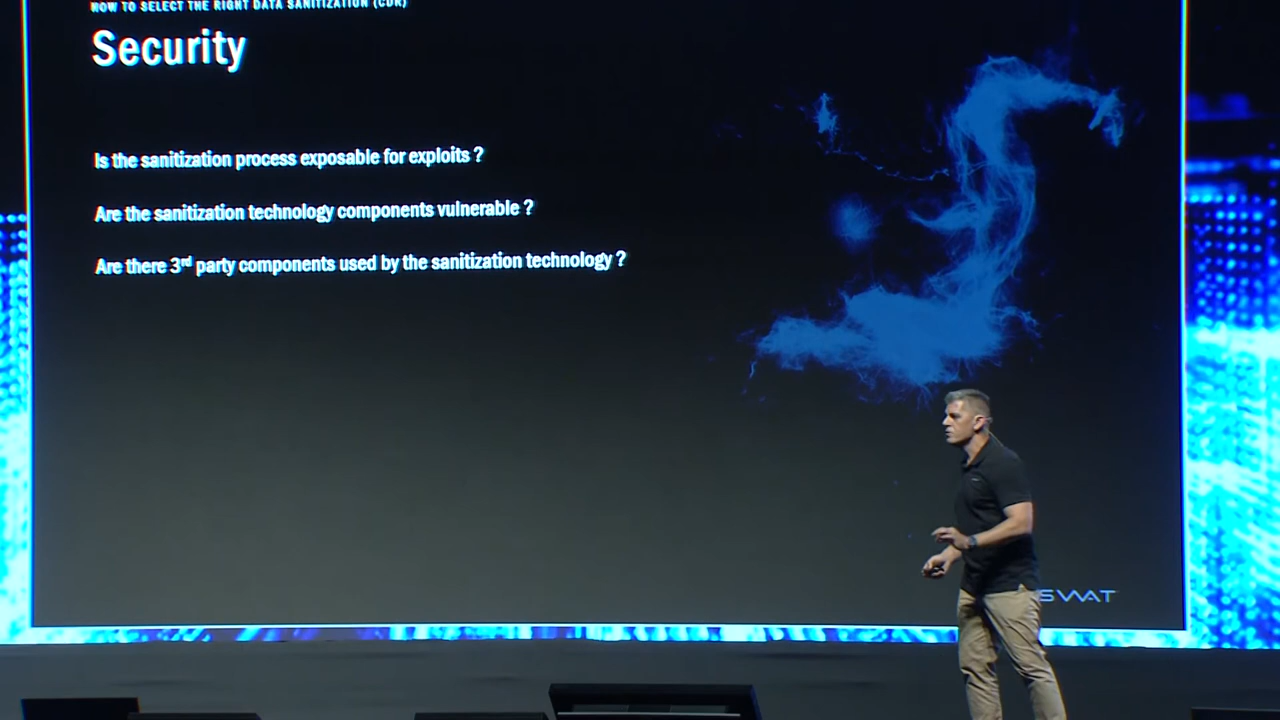 HOW TO SELECT THE RIGHT DATA SANITIZATION (CDR)
Security
Is the sanitization process exposable for exploits ?
Are the sanitization technology components vulnerable ?
Are there 3rd party components used by the sanitization technology ?
SWAT